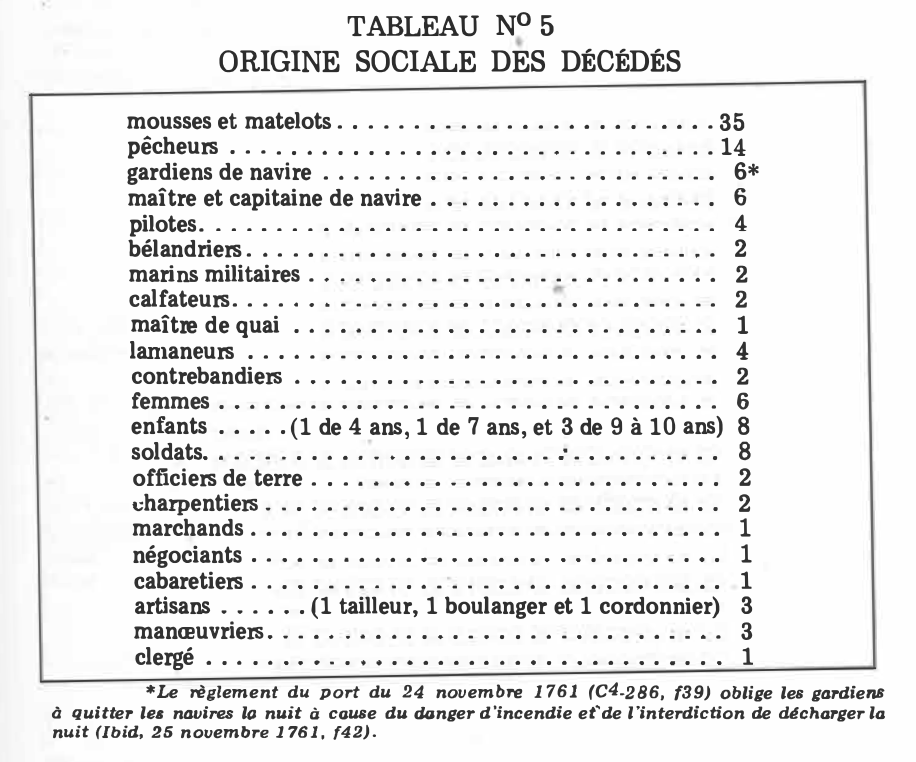 TABLEAU Nº 5
ORIGINE SOCIALE DES DÉCÉDÉS
mousses et matelots . . . . . . . . . . . . . . . . . . . . . . . . . 35
pêcheurs . . . . . . . . . . . . . . . . . . . . . . . . . . . . . . . . 14
gardiens de navire . . . . . . . . . . . . . . . . . . . . . . . . . . 6*
maître et capitaine de navire . . . . . . . . . . . . . . . . . . . 6
pilotes. . . . . . . . . . . . . . . . . . . . . . . . . . . . . . . . . . 4
bélandriers. . . . . . . . . . . . . . . . . . . . . . . . . . . . . . . 2
marins militaires . . . . . . . . . . . . . . . . . . . . . . . . . . . 2
calfateurs. . . . . . . . . . . . . . . . . . . . . . . . . . . . . . . . 2
maître de quai . . . . . . . . . . . . . . . . . . . . . . . . . . . . 1
lamaneurs . . . . . . . . . . . . . . . . . . . . . . . . . . . . . . . 4
contrebandiers . . . . . . . . . . . . . . . . . . . . . . . . . . . . 2
femmes . . . . . . . . . . . . . . . . . . . . . . . . . . . . . . . . . 6
enfants . . . . . (1 de 4 ans, 1 de 7 ans, et 3 de 9 à 10 ans) 8
soldats. . . . . . . . . . . . . . . . . . . . . . . . . . . . . . . . . . 8
officiers de terre . . . . . . . . . . . . . . . . . . . . . . . . . . . 2
charpentiers . . . . . . . . . . . . . . . . . . . . . . . . . . . . . . 2
marchands . . . . . . . . . . . . . . . . . . . . . . . . . . . . . . . 1
négociants . . . . . . . . . . . . . . . . . . . . . . . . . . . . . . . 1
cabaretiers . . . . . . . . . . . . . . . . . . . . . . . . . . . . . . . 1
artisans . . . . . . (1 tailleur, 1 boulanger et 1 cordonnier) 3
manœuvriers. . . . . . . . . . . . . . . . . . . . . . . . . . . . . . 3
clergé . . . . . . . . . . . . . . . . . . . . . . . . . . . . . . . . . . 1
*Le règlement du port du 24 novembre 1761 (C4-286, f39) oblige les gardiens
à quitter les navires la nuit à cause du danger d'incendie et de l'interdiction de décharger la
nuit (Ibid, 25 novembre 1761, f42).